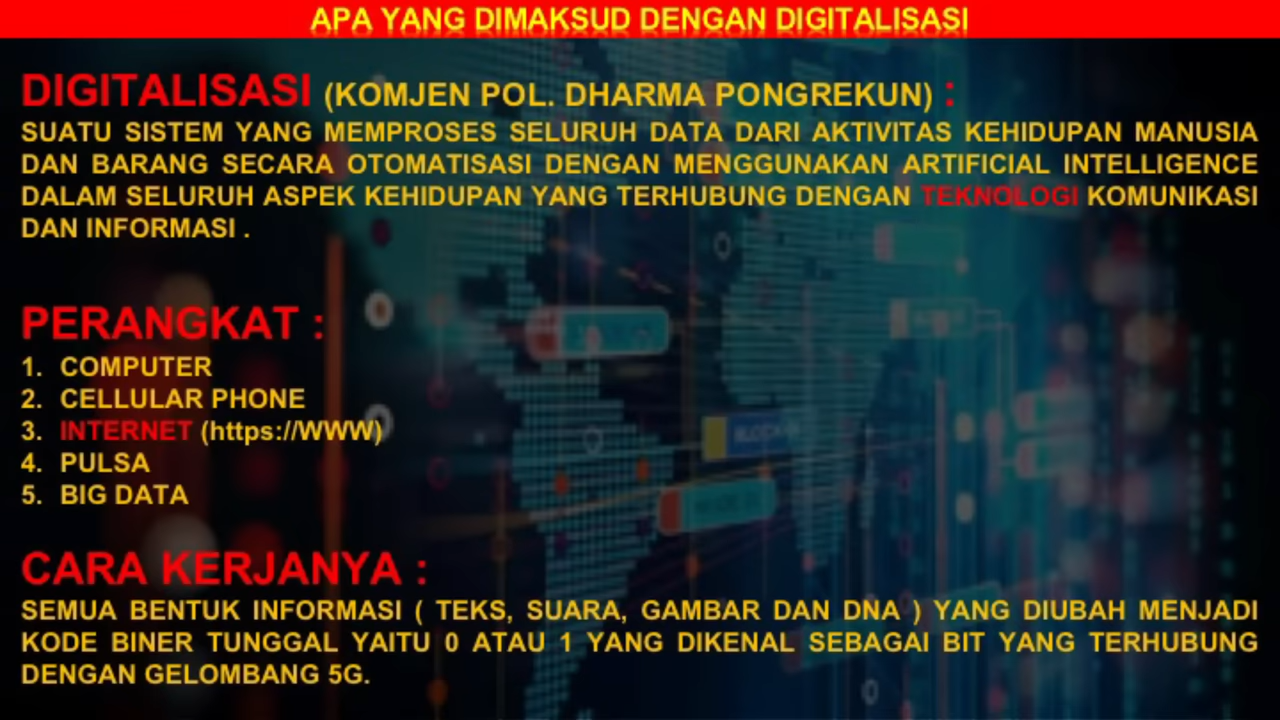 APA YANG DIMAKSUD DENGAN DIGITALISASI
DIGITALISASI (KOMJEN POL. DHARMA PONGREKUN) :
SUATU SISTEM YANG MEMPROSES SELURUH DATA DARI AKTIVITAS KEHIDUPAN MANUSIA
DAN BARANG SECARA OTOMATISASI DENGAN MENGGUNAKAN ARTIFICIAL INTELLIGENCE
DALAM SELURUH ASPEK KEHIDUPAN YANG TERHUBUNG DENGAN TEKNOLOGI KOMUNIKASI
DAN INFORMASI .
PERANGKAT :
1. COMPUTER
2. CELLULAR PHONE
3. INTERNET (https://WWW)
4. PULSA
5. BIG DATA
CARA KERJANYA :
SEMUA BENTUK INFORMASI ( TEKS, SUARA, GAMBAR DAN DNA ) YANG DIUBAH MENJADI
KODE BINER TUNGGAL YAITU 0 ATAU 1 YANG DIKENAL SEBAGAI BIT YANG TERHUBUNG
DENGAN GELOMBANG 5G.